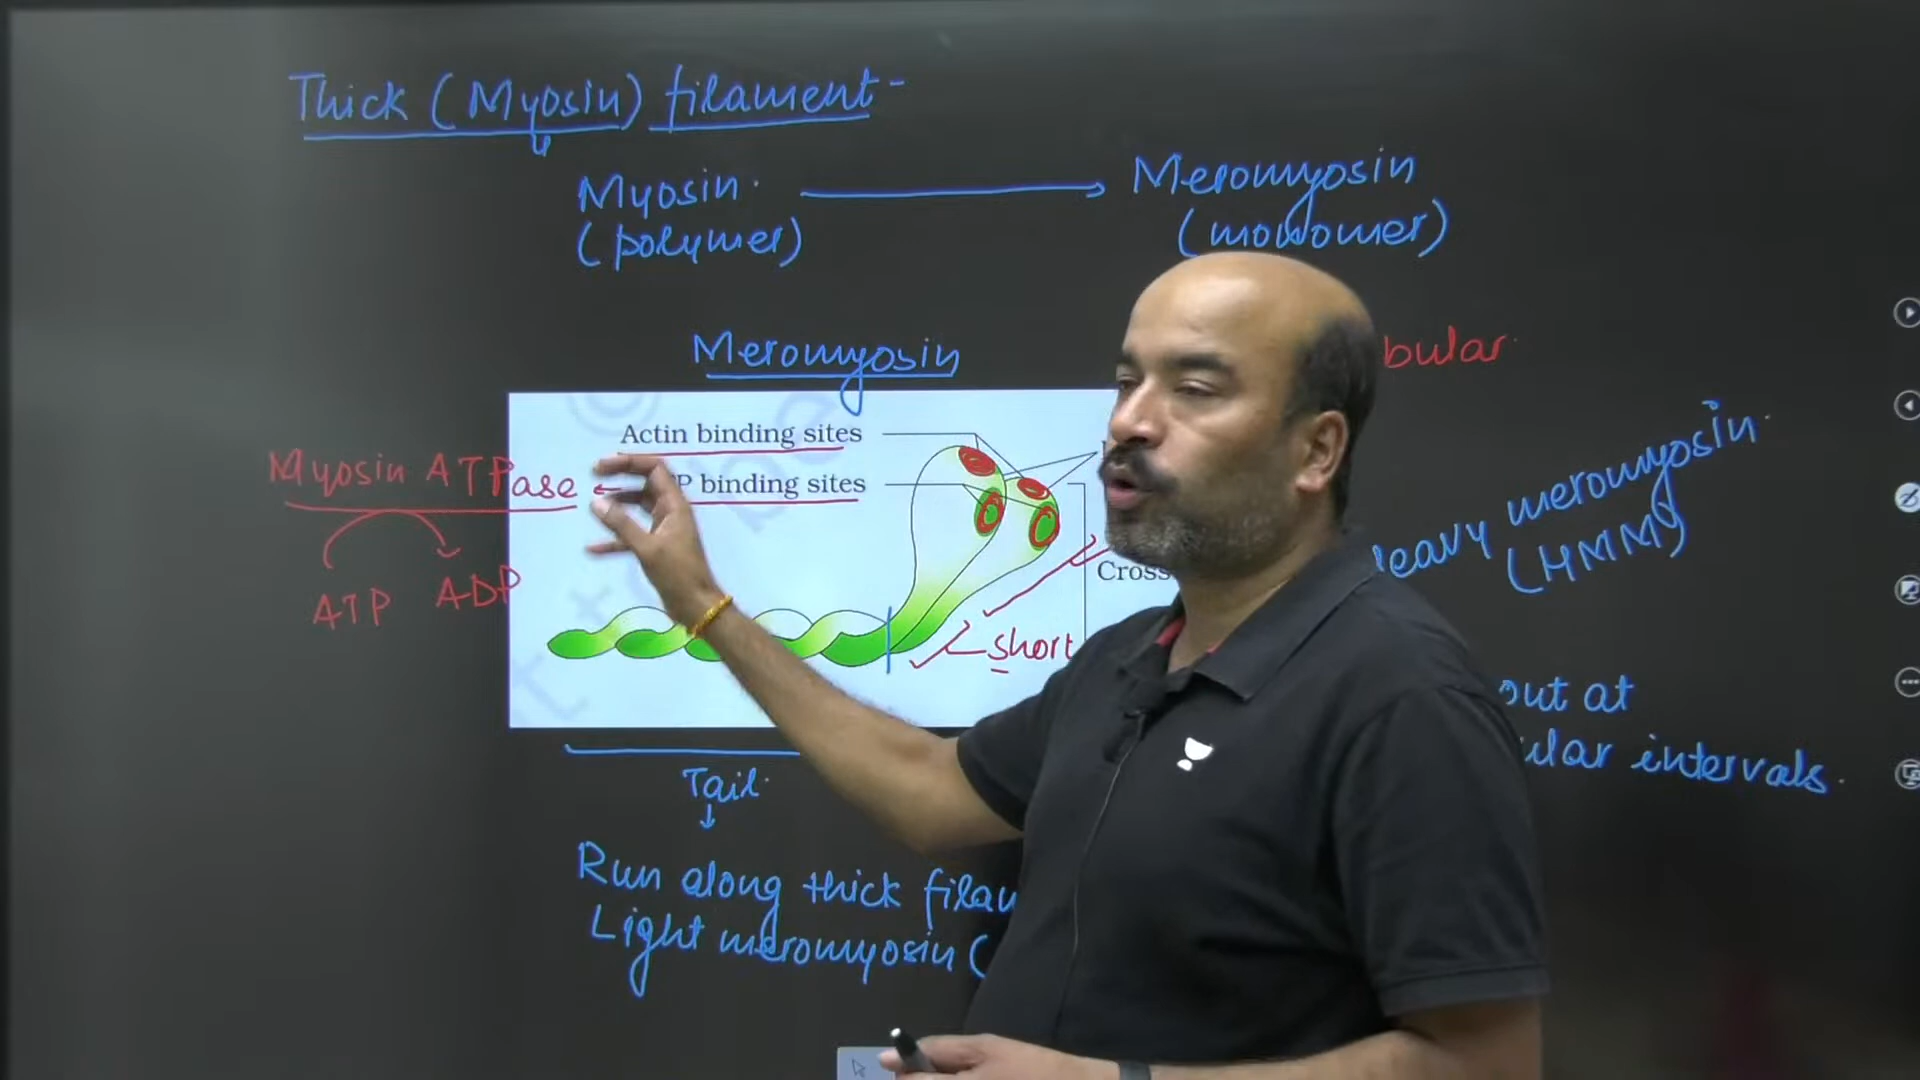 Thick (Myosin) filament-
Myosin. → Meromyosin
(polymer) (monomer)
Meromyosin
bular.
Actin binding sites
Myosin ATPase ← P binding sites
heavy meromyosin.
(HMM)
ATP ADP
Cross
short
out at
ular intervals.
Tail.
Run along thick filam
Light meromyosin (